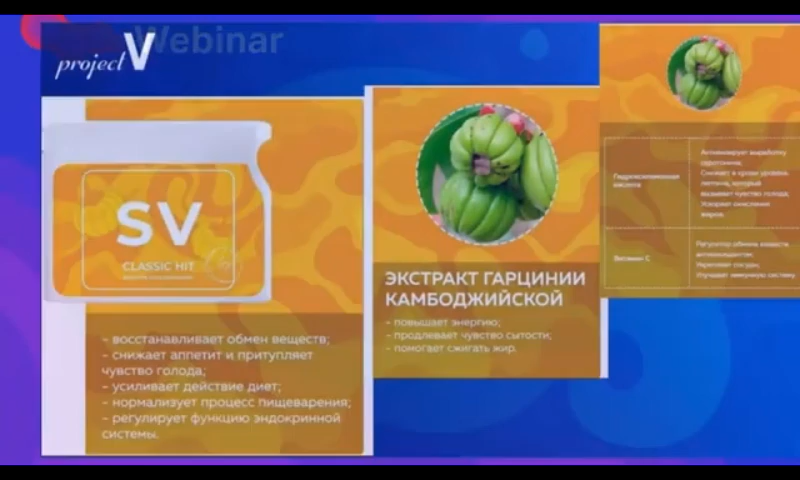 Webinar
project V
SV
CLASSIC HIT
- восстанавливает обмен веществ;
- снижает аппетит и притупляет
чувство голода;
- усиливает действие диет;
- нормализует процесс пищеварения;
- регулирует функцию эндокринной
системы.
ЭКСТРАКТ ГАРЦИНИИ
КАМБОДЖИЙСКОЙ
- повышает энергию;
- продлевает чувство сытости;
- помогает сжигать жир.
Гидроксилимонная
кислота
Активизирует выработку
серотонина;
Снижает в крови уровень
лептина, который
вызывает чувство голода;
Ускоряет окисление
жиров.
Витамин С
Регулятор обмена веществ
Укрепляет сосуды;
Улучшает иммунную систему.